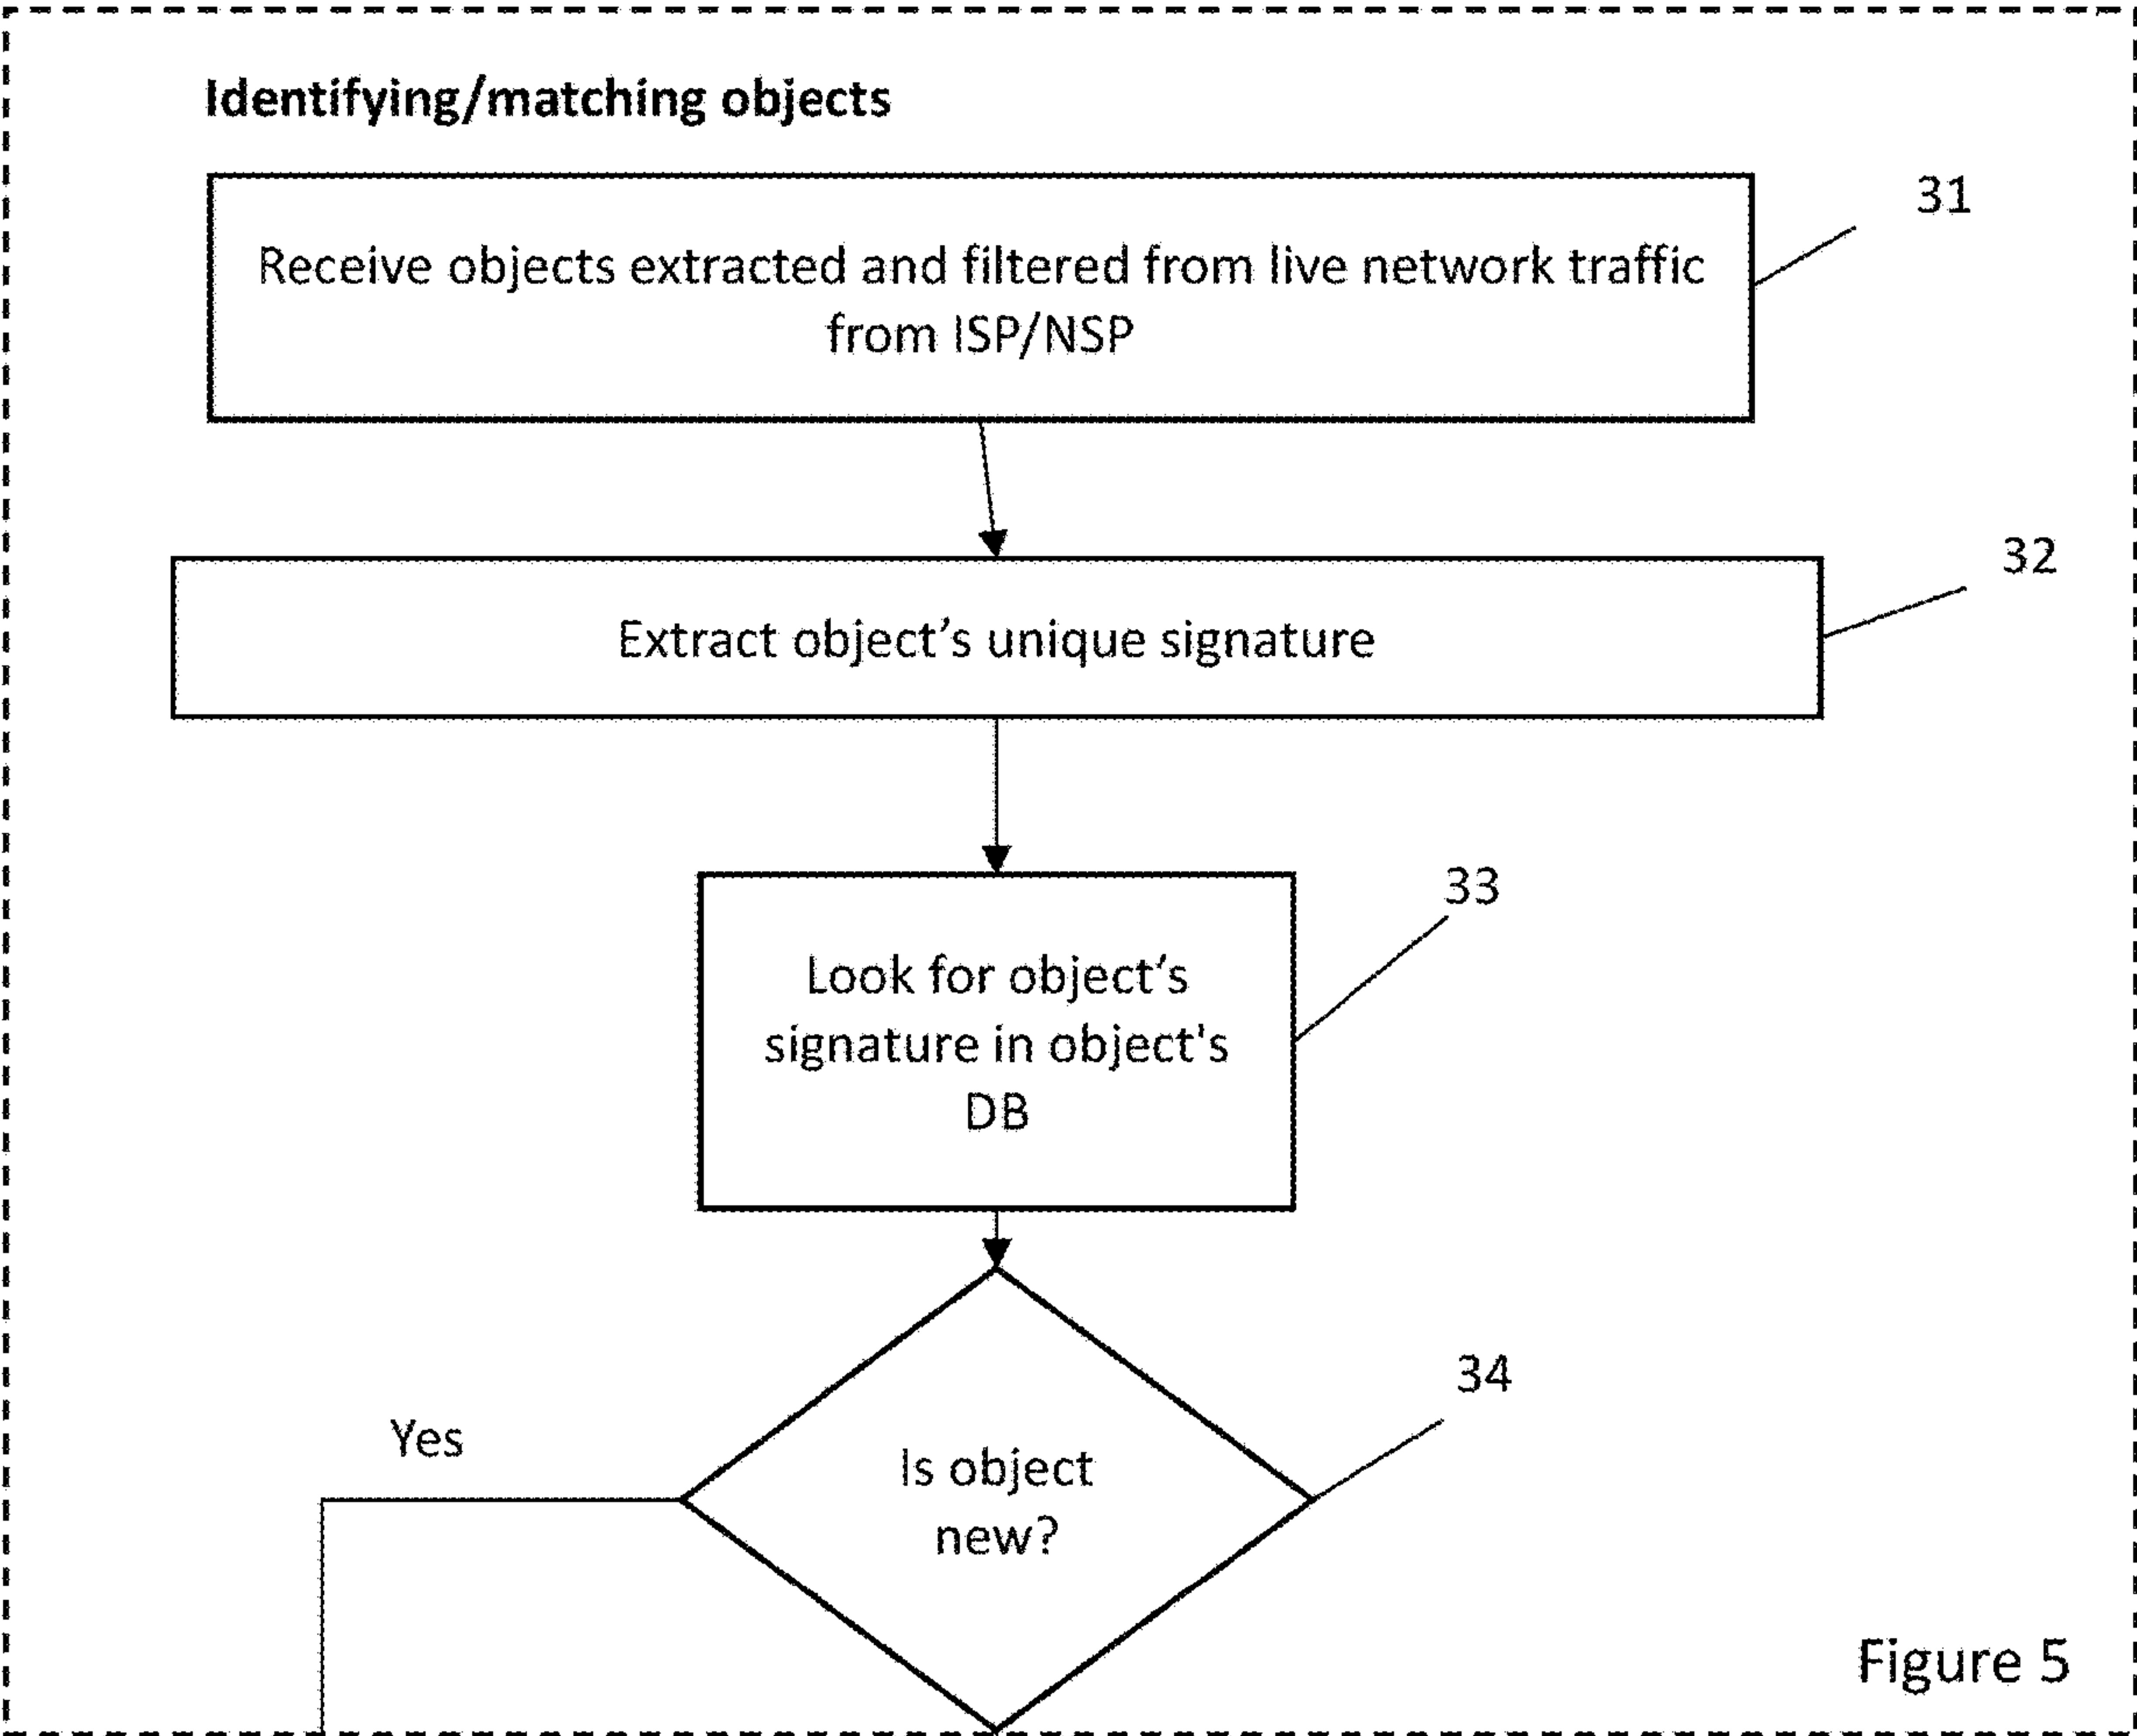 Identifying/matching objects
31
Receive objects extracted and filtered from live network traffic
from ISP/NSP
32
Extract object’s unique signature
33
Look for object’s
signature in object's
DB
34
Yes
Is object
new?
Figure 5